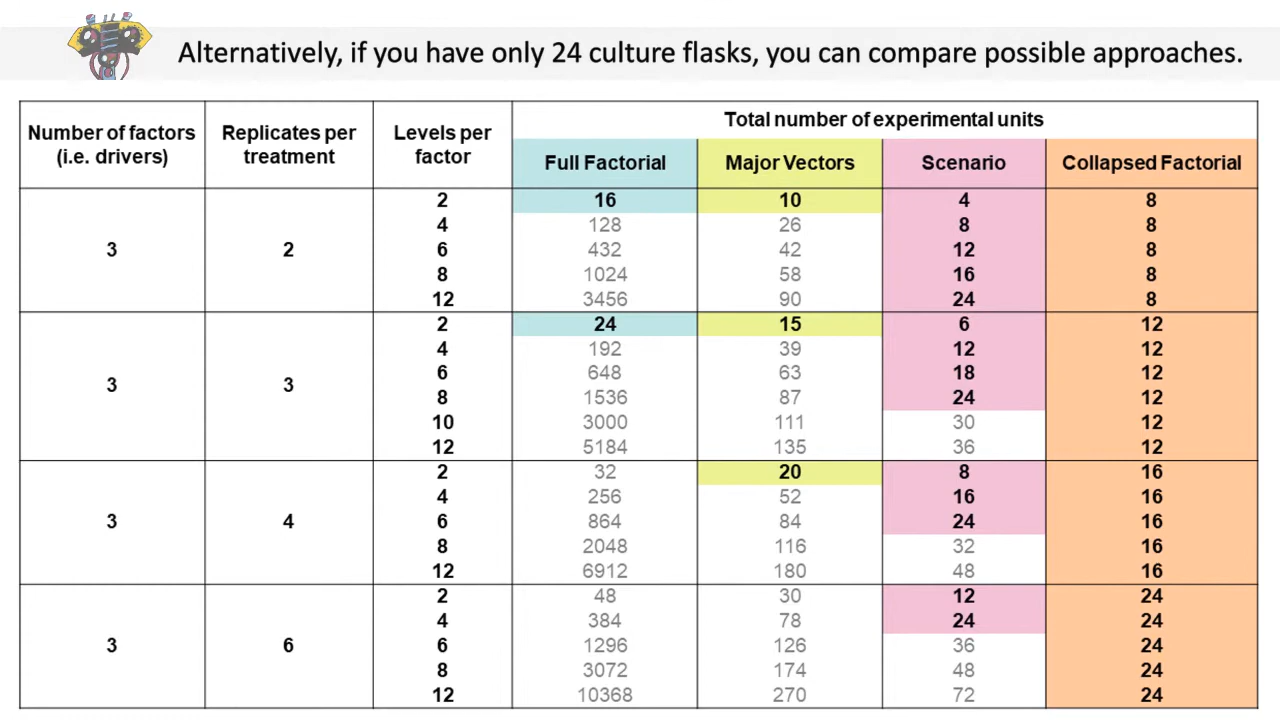 Alternatively, if you have only 24 culture flasks, you can compare possible approaches.
Number of factors (i.e. drivers) Replicates per treatment Levels per factor Total number of experimental units
Full Factorial Major Vectors Scenario Collapsed Factorial
3 2
2 16 10 4 8
4 128 26 8 8
6 432 42 12 8
8 1024 58 16 8
12 3456 90 24 8
3 3
2 24 15 6 12
4 192 39 12 12
6 648 63 18 12
8 1536 87 24 12
10 3000 111 30 12
12 5184 135 36 12
3 4
2 32 20 8 16
4 256 52 16 16
6 864 84 24 16
8 2048 116 32 16
12 6912 180 48 16
3 6
2 48 30 12 24
4 384 78 24 24
6 1296 126 36 24
8 3072 174 48 24
12 10368 270 72 24